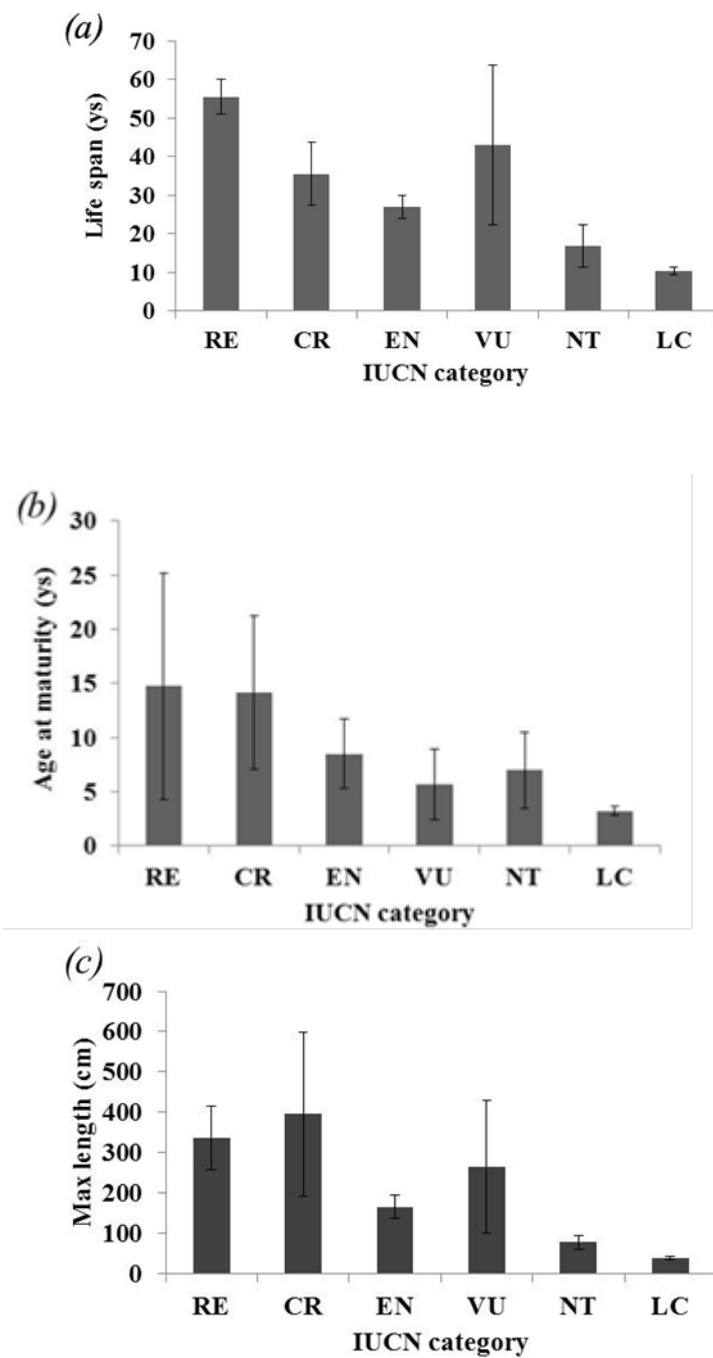 (a)
Life span (ys)
70
60
50
40
30
20
10
0
RE CR EN VU NT LC
IUCN category
(b)
Age at maturity (ys)
30
25
20
15
10
5
0
RE CR EN VU NT LC
IUCN category
(c)
Max length (cm)
700
600
500
400
300
200
100
0
RE CR EN VU NT LC
IUCN category